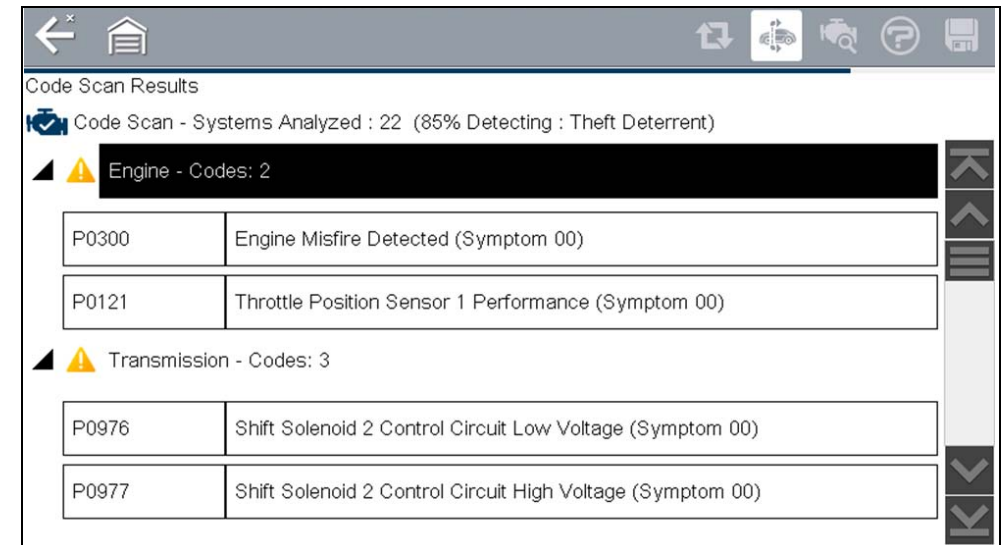 Code Scan Results
Code Scan - Systems Analyzed : 22 (85% Detecting : Theft Deterrent)
Engine - Codes: 2
P0300 Engine Misfire Detected (Symptom 00)
P0121 Throttle Position Sensor 1 Performance (Symptom 00)
Transmission - Codes: 3
P0976 Shift Solenoid 2 Control Circuit Low Voltage (Symptom 00)
P0977 Shift Solenoid 2 Control Circuit High Voltage (Symptom 00)